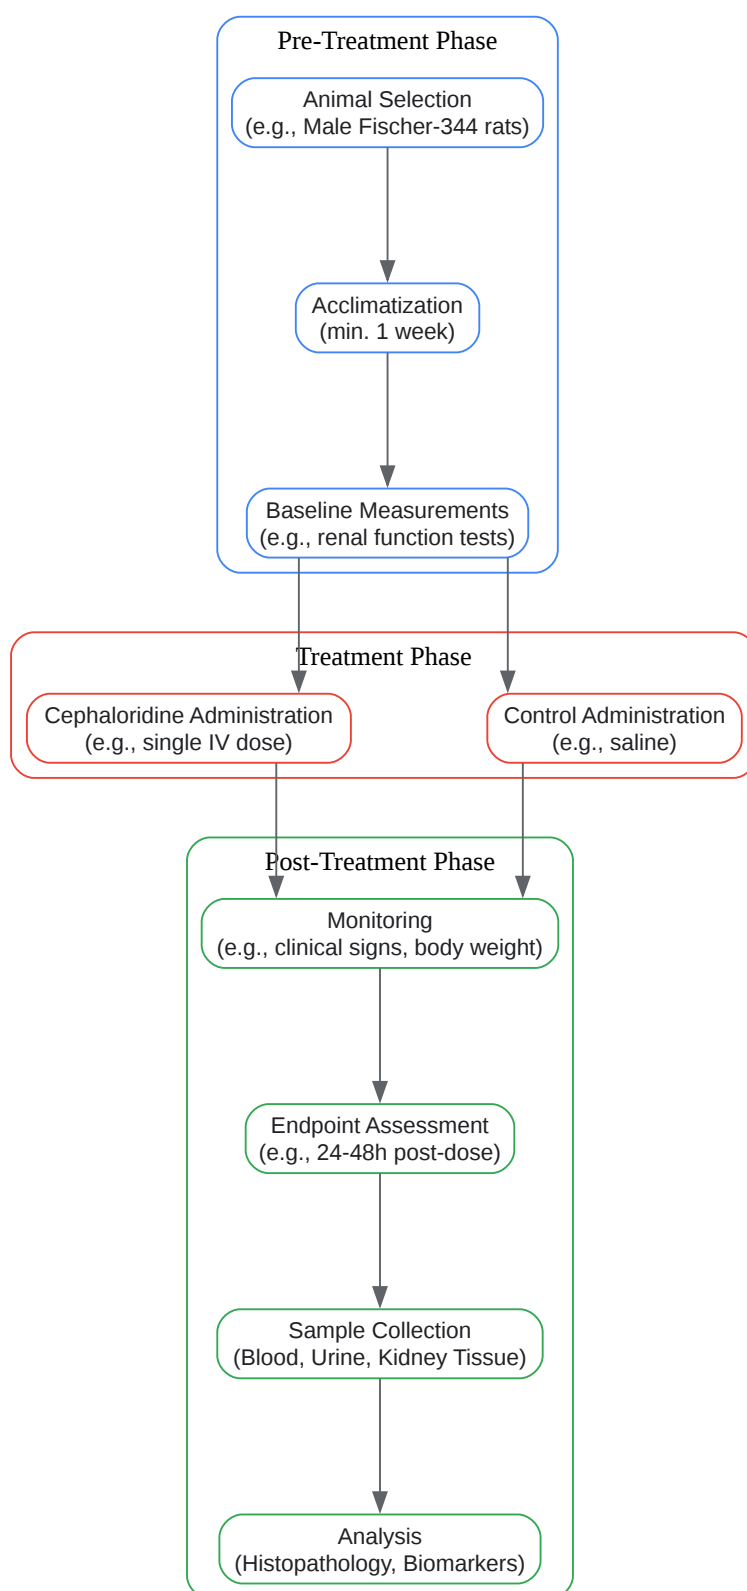 Pre-Treatment Phase
Animal Selection
(e.g., Male Fischer-344 rats)
Acclimatization
(min. 1 week)
Baseline Measurements
(e.g., renal function tests)
Treatment Phase
Cephaloridine Administration
(e.g., single IV dose)
Control Administration
(e.g., saline)
Post-Treatment Phase
Monitoring
(e.g., clinical signs, body weight)
Endpoint Assessment
(e.g., 24-48h post-dose)
Sample Collection
(Blood, Urine, Kidney Tissue)
Analysis
(Histopathology, Biomarkers)